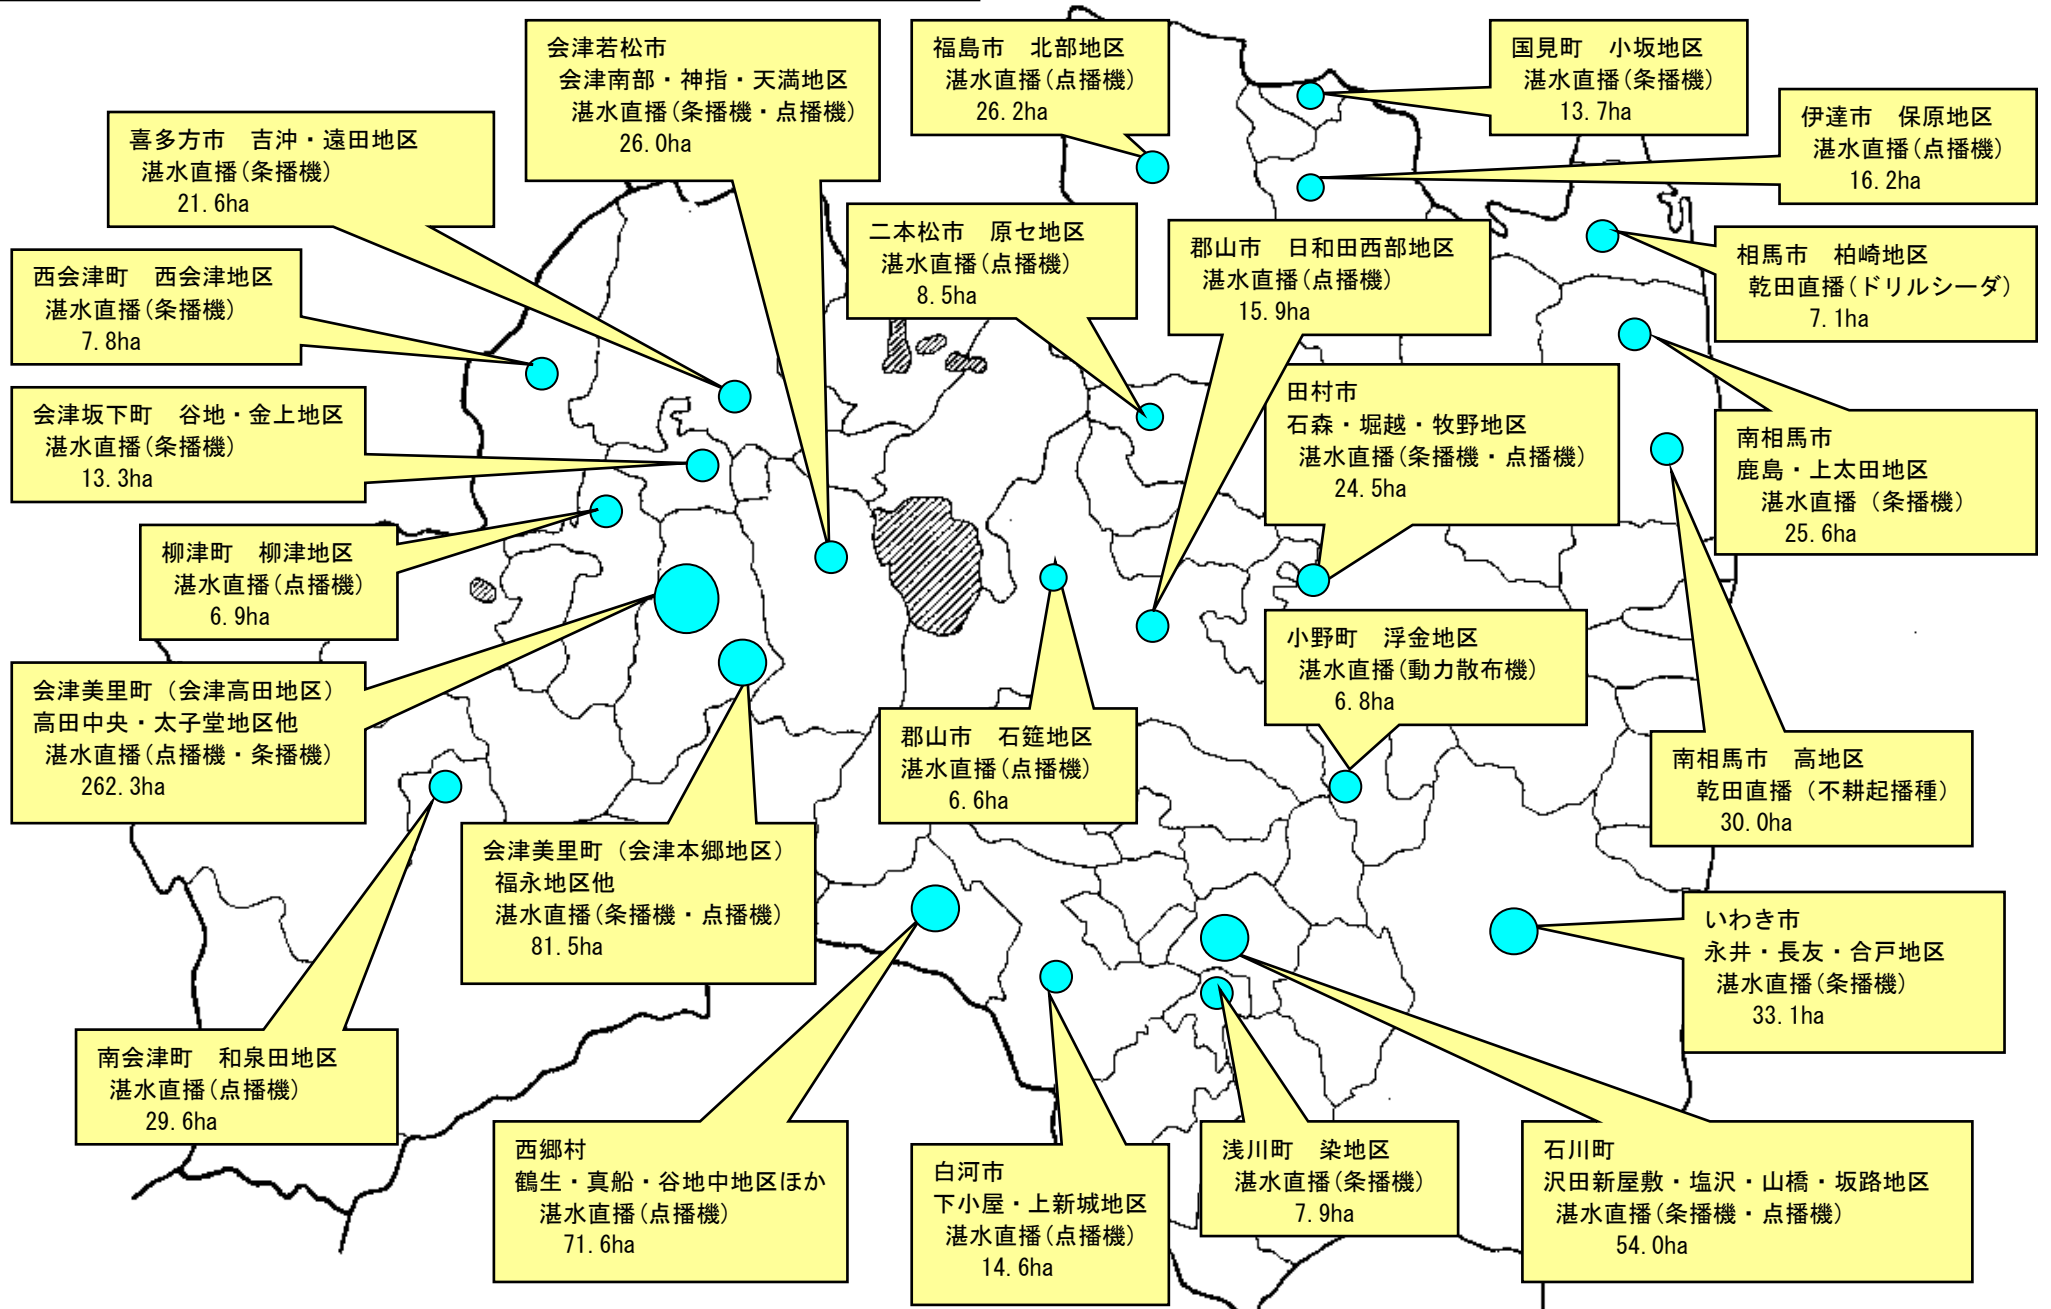 会津若松市
会津南部・神指・天満地区
湛水直播(条播機・点播機)
26.0ha
福島市　北部地区
湛水直播(点播機)
26.2ha
国見町　小坂地区
湛水直播(条播機)
13.7ha
伊達市　保原地区
湛水直播(点播機)
16.2ha
喜多方市　吉沖・遠田地区
湛水直播(条播機)
21.6ha
二本松市　原セ地区
湛水直播(点播機)
8.5ha
郡山市　日和田西部地区
湛水直播(点播機)
15.9ha
相馬市　柏崎地区
乾田直播(ドリルシーダ)
7.1ha
西会津町　西会津地区
湛水直播(条播機)
7.8ha
田村市
石森・堀越・牧野地区
湛水直播(条播機・点播機)
24.5ha
会津坂下町　谷地・金上地区
湛水直播(条播機)
13.3ha
南相馬市
鹿島・上太田地区
湛水直播（条播機）
25.6ha
柳津町　柳津地区
湛水直播(点播機)
6.9ha
小野町　浮金地区
湛水直播(動力散布機)
6.8ha
会津美里町（会津高田地区）
高田中央・太子堂地区他
湛水直播(点播機・条播機)
262.3ha
郡山市　石筵地区
湛水直播(点播機)
6.6ha
南相馬市　高地区
乾田直播（不耕起播種）
30.0ha
会津美里町（会津本郷地区）
福永地区他
湛水直播(条播機・点播機)
81.5ha
いわき市
永井・長友・合戸地区
湛水直播(条播機)
33.1ha
南会津町　和泉田地区
湛水直播(点播機)
29.6ha
西郷村
鶴生・真船・谷地中地区ほか
湛水直播(点播機)
71.6ha
白河市
下小屋・上新城地区
湛水直播(点播機)
14.6ha
浅川町　染地区
湛水直播(条播機)
7.9ha
石川町
沢田新屋敷・塩沢・山橋・坂路地区
湛水直播(条播機・点播機)
54.0ha